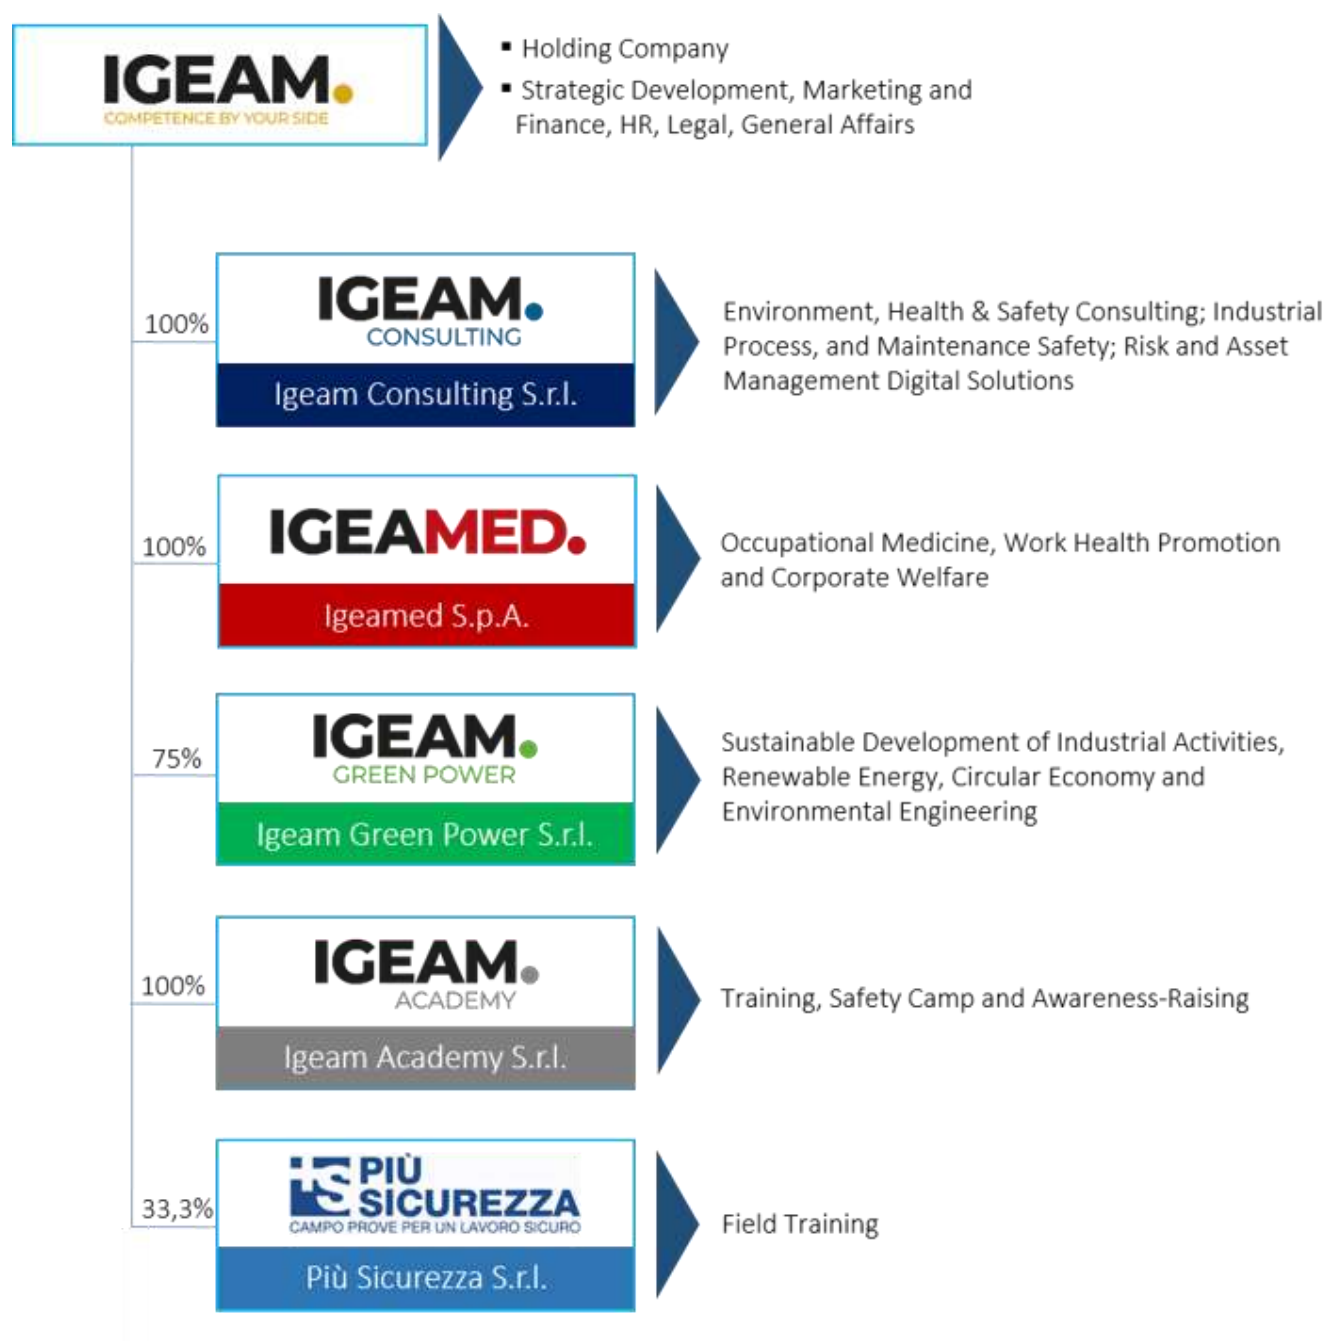 IGEAM.
COMPETENCE BY YOUR SIDE
▪ Holding Company
▪ Strategic Development, Marketing and
Finance, HR, Legal, General Affairs
100%
IGEAM.
CONSULTING
Igeam Consulting S.r.l.
Environment, Health & Safety Consulting; Industrial
Process, and Maintenance Safety; Risk and Asset
Management Digital Solutions
100%
IGEAMED.
Igeamed S.p.A.
Occupational Medicine, Work Health Promotion
and Corporate Welfare
75%
IGEAM.
GREEN POWER
Igeam Green Power S.r.l.
Sustainable Development of Industrial Activities,
Renewable Energy, Circular Economy and
Environmental Engineering
100%
IGEAM.
ACADEMY
Igeam Academy S.r.l.
Training, Safety Camp and Awareness-Raising
33,3%
+S PIÙ
SICUREZZA
CAMPO PROVE PER UN LAVORO SICURO
Più Sicurezza S.r.l.
Field Training